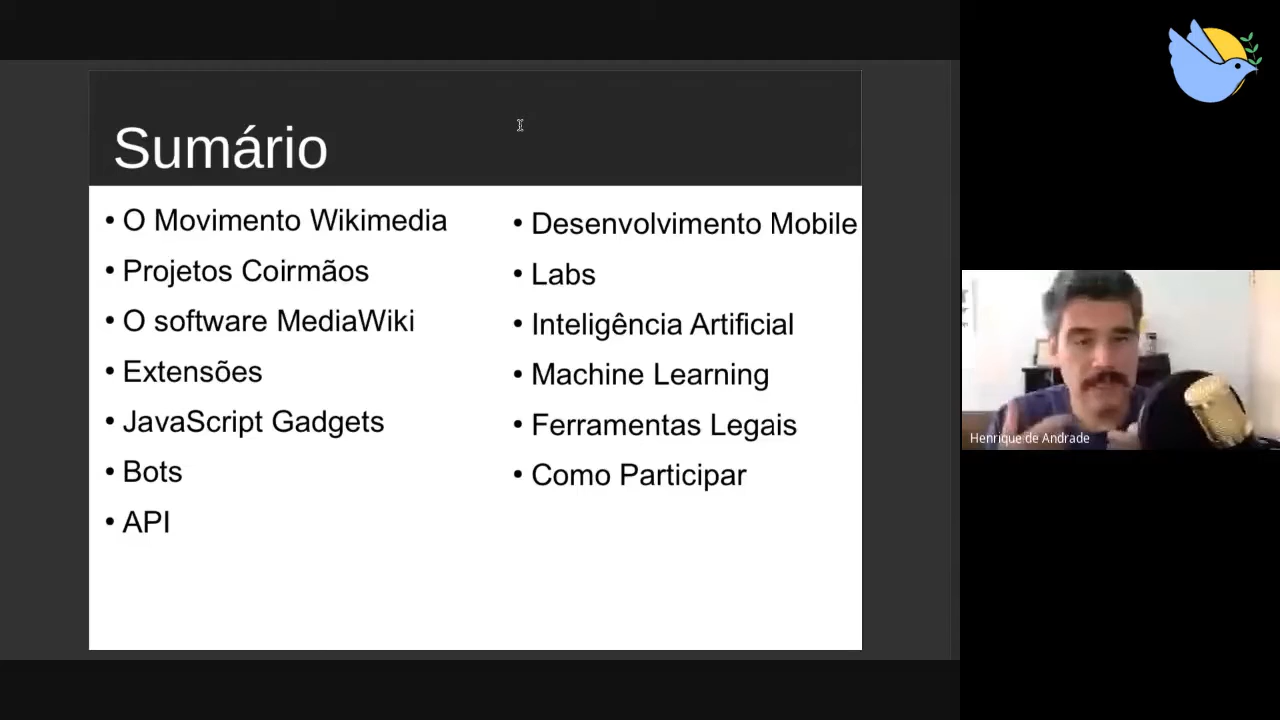 Sumário
• O Movimento Wikimedia
• Projetos Coirmãos
• O software MediaWiki
• Extensões
• JavaScript Gadgets
• Bots
• API
• Desenvolvimento Mobile
• Labs
• Inteligência Artificial
• Machine Learning
• Ferramentas Legais
• Como Participar
Henrique de Andrade